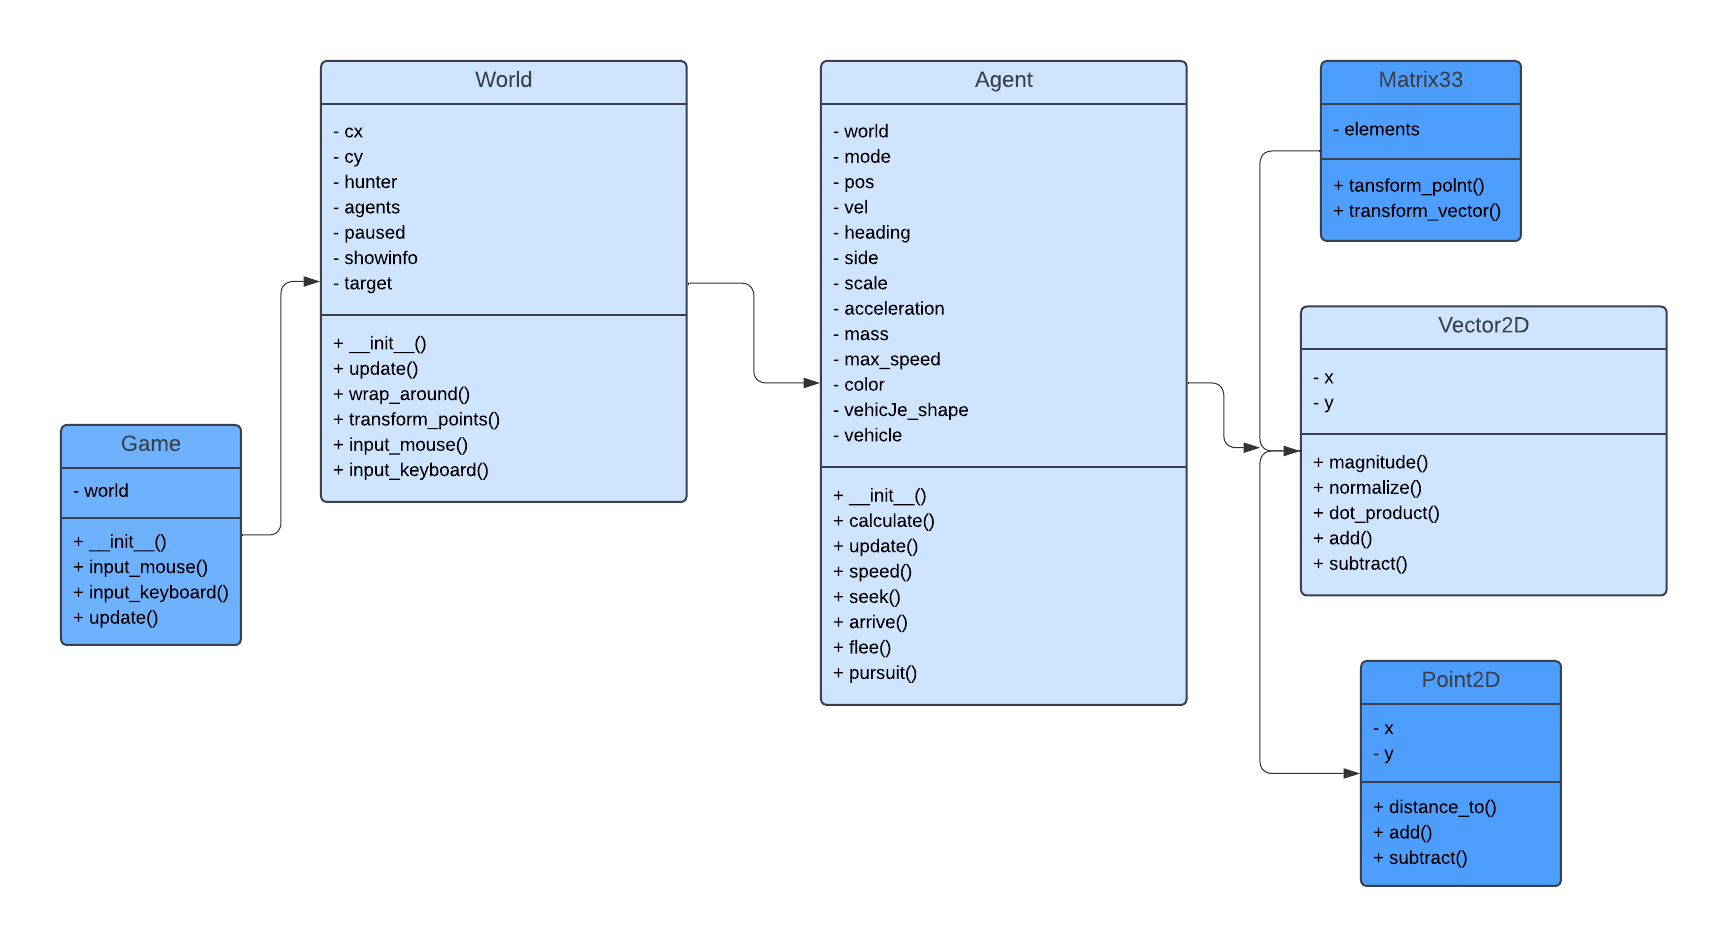 World
- cx
- cy
- hunter
- agents
- paused
- showinfo
- target
+ __init__()
+ update()
+ wrap_around()
+ transform_points()
+ input_mouse()
+ input_keyboard()
Game
- world
+ __init__()
+ input_mouse()
+ input_keyboard()
+ update()
Agent
- world
- mode
- pos
- vel
- heading
- side
- scale
- acceleration
- mass
- max_speed
- color
- vehicJe_shape
- vehicle
+ __init__()
+ calculate()
+ update()
+ speed()
+ seek()
+ arrive()
+ flee()
+ pursuit()
Matrix33
- elements
+ tansform_polnt()
+ transform_vector()
Vector2D
- x
- y
+ magnitude()
+ normalize()
+ dot_product()
+ add()
+ subtract()
Point2D
- x
- y
+ distance_to()
+ add()
+ subtract()